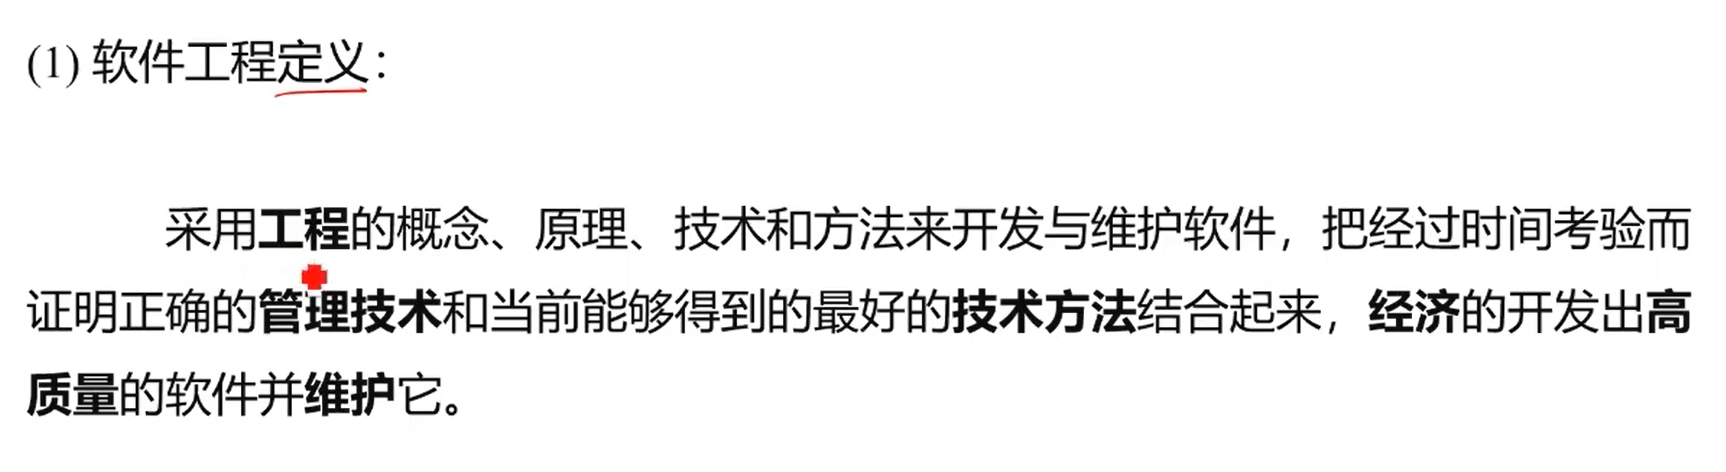 (1) 软件工程定义：
采用工程的概念、原理、技术和方法来开发与维护软件，把经过时间考验而
证明正确的管理技术和当前能够得到的最好的技术方法结合起来，经济的开发出高
质量的软件并维护它。